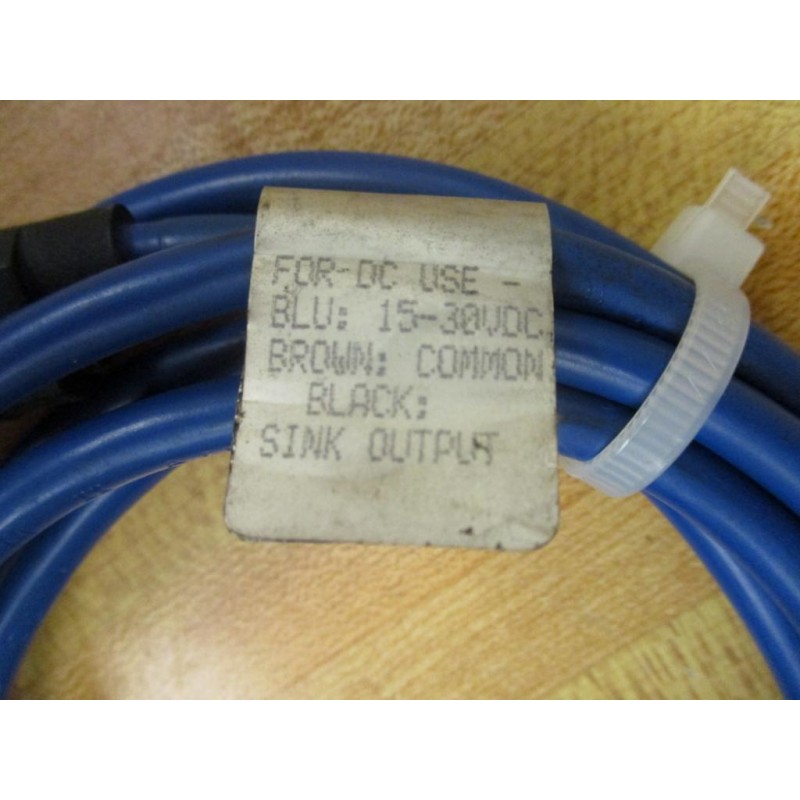 FOR DC USE -
BLU: 15-30VDC.
BROWN: COMMON
BLACK:
SINK OUTPUT